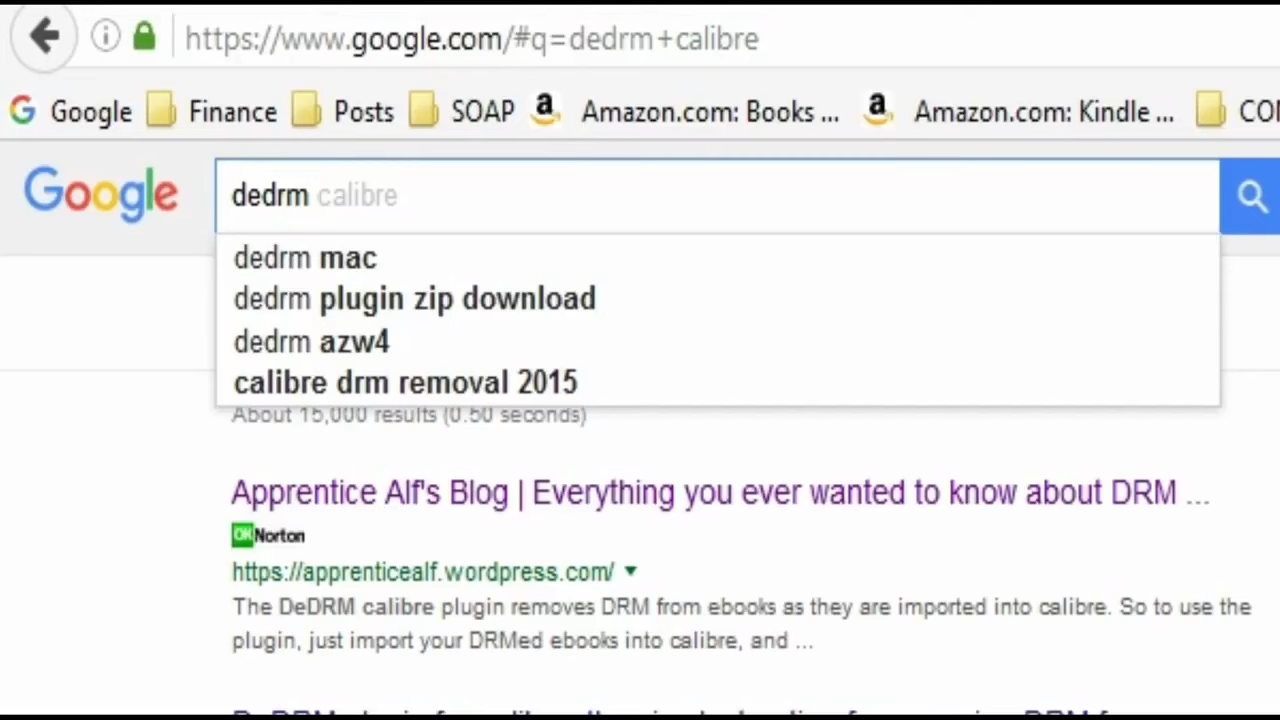 https://www.google.com/#q=dedrm+calibre
Google Finance Posts SOAP Amazon.com: Books ... Amazon.com: Kindle ...
Google dedrm calibre
dedrm mac
dedrm plugin zip download
dedrm azw4
calibre drm removal 2015
About 15,000 results (0.50 seconds)
Apprentice Alf's Blog | Everything you ever wanted to know about DRM ...
OK Norton
https://apprenticealf.wordpress.com/
The DeDRM calibre plugin removes DRM from ebooks as they are imported into calibre. So to use the
plugin, just import your DRMed ebooks into calibre, and ...